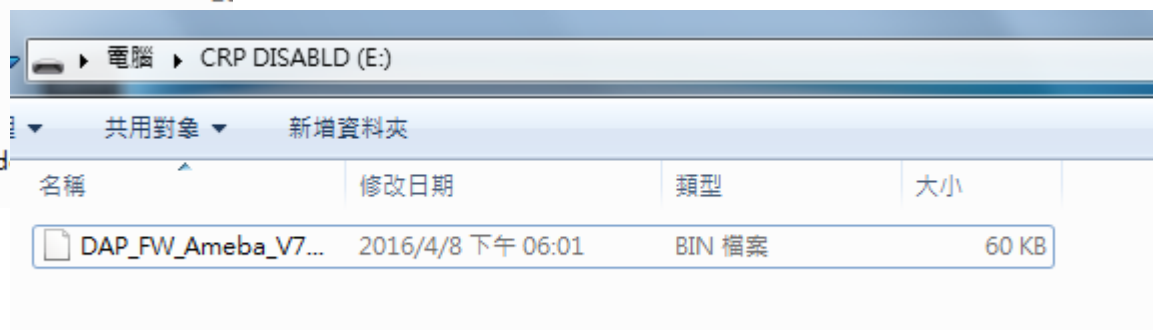 電腦 CRP DISABLD (E:)
共用對象 新增資料夾
名稱 修改日期 類型 大小
DAP_FW_Ameba_V7... 2016/4/8 下午 06:01 BIN 檔案 60 KB